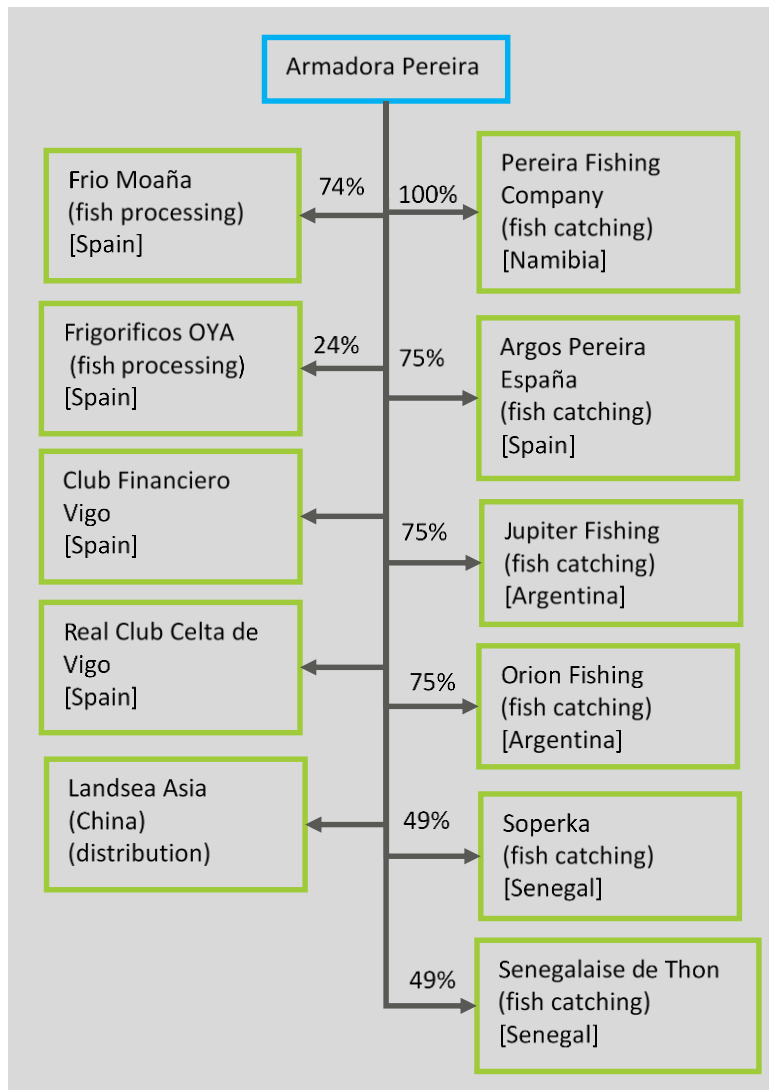 Armadora Pereira
Frio Moaña
(fish processing)
[Spain]
74%
100%
Pereira Fishing
Company
(fish catching)
[Namibia]
Frigorificos OYA
(fish processing)
[Spain]
24%
75%
Argos Pereira
España
(fish catching)
[Spain]
Club Financiero
Vigo
[Spain]
75%
Jupiter Fishing
(fish catching)
[Argentina]
Real Club Celta de
Vigo
[Spain]
75%
Orion Fishing
(fish catching)
[Argentina]
Landsea Asia
(China)
(distribution)
49%
Soperka
(fish catching)
[Senegal]
49%
Senegalaise de Thon
(fish catching)
[Senegal]